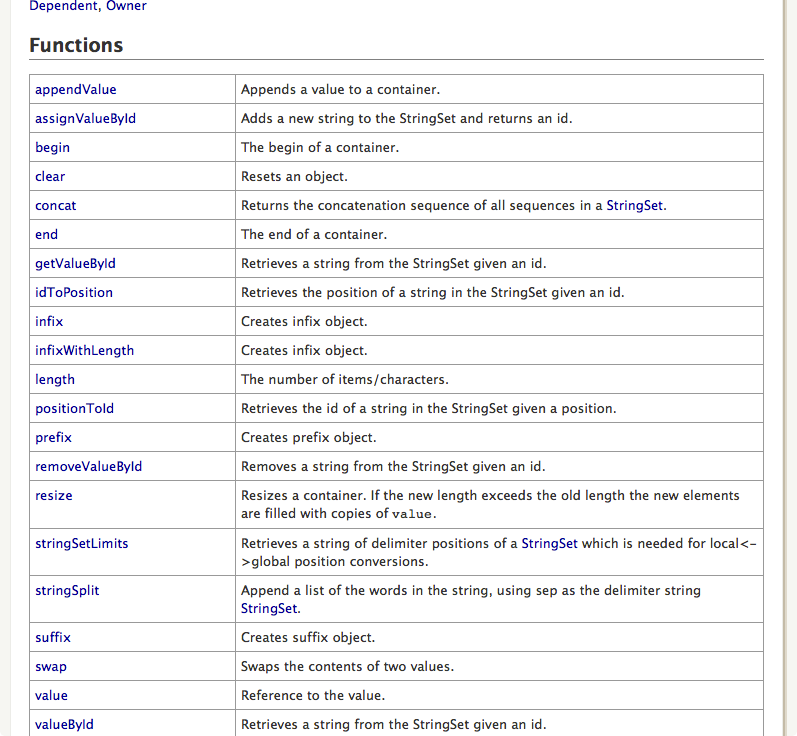 Dependent, Owner
Functions
appendValue Appends a value to a container.
assignValueById Adds a new string to the StringSet and returns an id.
begin The begin of a container.
clear Resets an object.
concat Returns the concatenation sequence of all sequences in a StringSet.
end The end of a container.
getValueById Retrieves a string from the StringSet given an id.
idToPosition Retrieves the position of a string in the StringSet given an id.
infix Creates infix object.
infixWithLength Creates infix object.
length The number of items/characters.
positionToId Retrieves the id of a string in the StringSet given a position.
prefix Creates prefix object.
removeValueById Removes a string from the StringSet given an id.
resize Resizes a container. If the new length exceeds the old length the new elements
are filled with copies of value.
stringSetLimits Retrieves a string of delimiter positions of a StringSet which is needed for local<-
>global position conversions.
stringSplit Append a list of the words in the string, using sep as the delimiter string
StringSet.
suffix Creates suffix object.
swap Swaps the contents of two values.
value Reference to the value.
valueById Retrieves a string from the StringSet given an id.